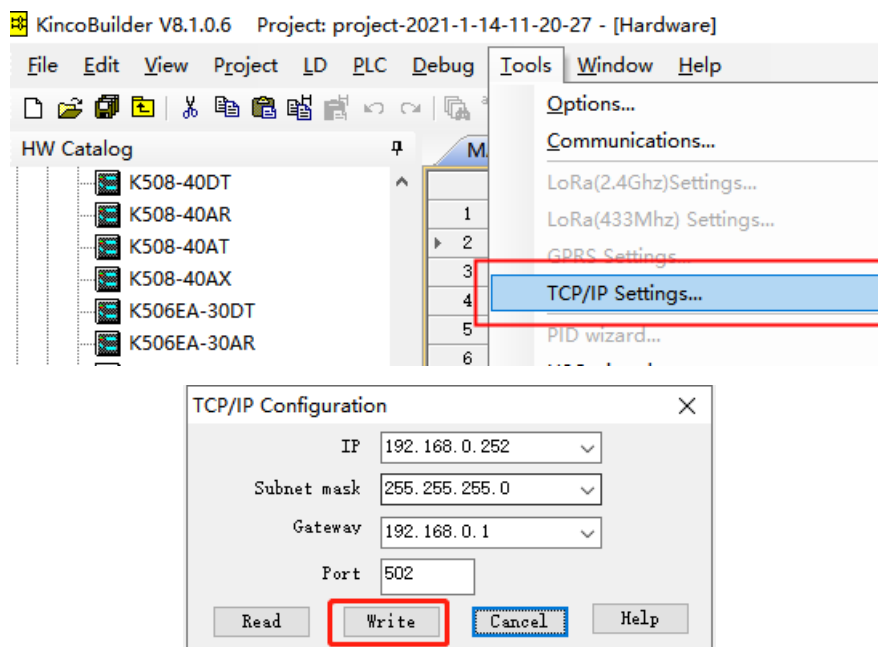 KincoBuilder V8.1.0.6 Project: project-2021-1-14-11-20-27 - [Hardware]
File Edit View Project LD PLC Debug Tools Window Help
Options...
HW Catalog
Communications...
K508-40DT
LoRa(2.4Ghz)Settings...
K508-40AR
1
LoRa(433Mhz) Settings...
K508-40AT
2
GPRS Settings...
K508-40AX
3
TCP/IP Settings...
K506EA-30DT
4
K506EA-30AR
5
PID wizard...
6
TCP/IP Configuration
IP 192.168.0.252
Subnet mask 255.255.255.0
Gateway 192.168.0.1
Port 502
Read Write Cancel Help